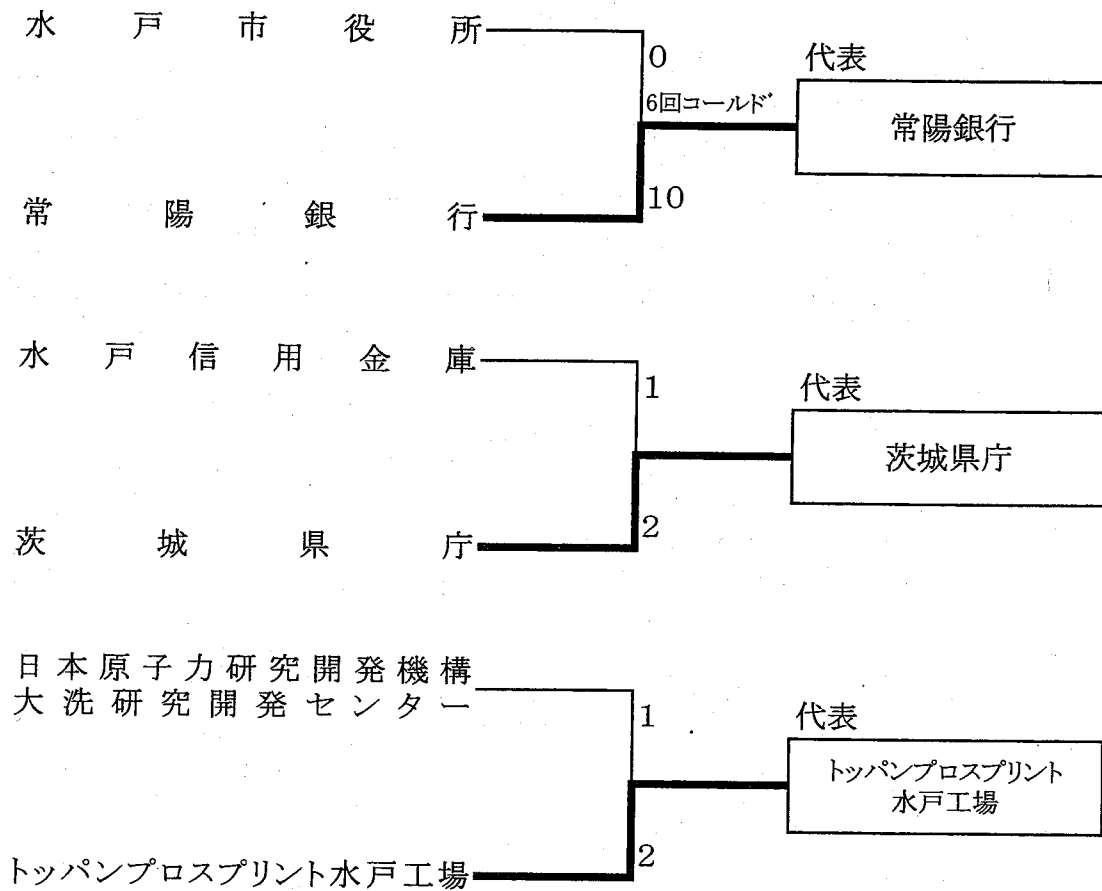 水戸市役所
0
代表
6回コールド
常陽銀行
10
常陽銀行
水戸信用金庫
1
代表
茨城県庁
2
茨城県庁
日本原子力研究開発機構
大洗研究開発センター
1
代表
トッパンプロスプリント
水戸工場
2
トッパンプロスプリント水戸工場